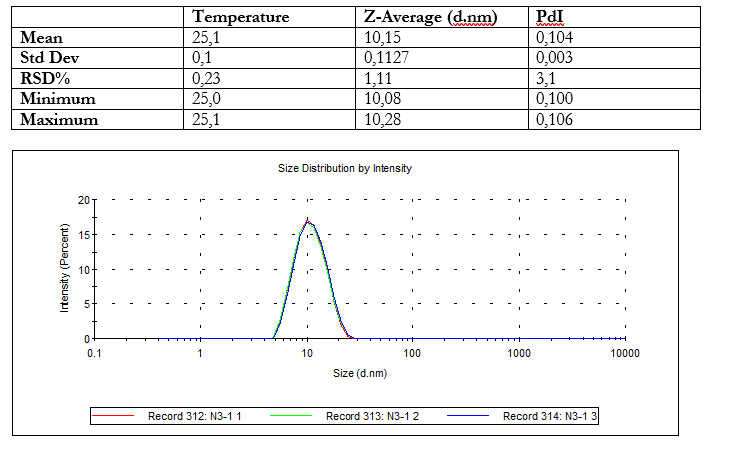 Temperature Z-Average (d.nm) PdI
Mean 25,1 10,15 0,104
Std Dev 0,1 0,1127 0,003
RSD% 0,23 1,11 3,1
Minimum 25,0 10,08 0,100
Maximum 25,1 10,28 0,106
Size Distribution by Intensity
Intensity (Percent)
20
15
10
5
0
0.1 1 10 100 1000 10000
Size (d.nm)
Record 312: N3-1 1 Record 313: N3-1 2 Record 314: N3-1 3